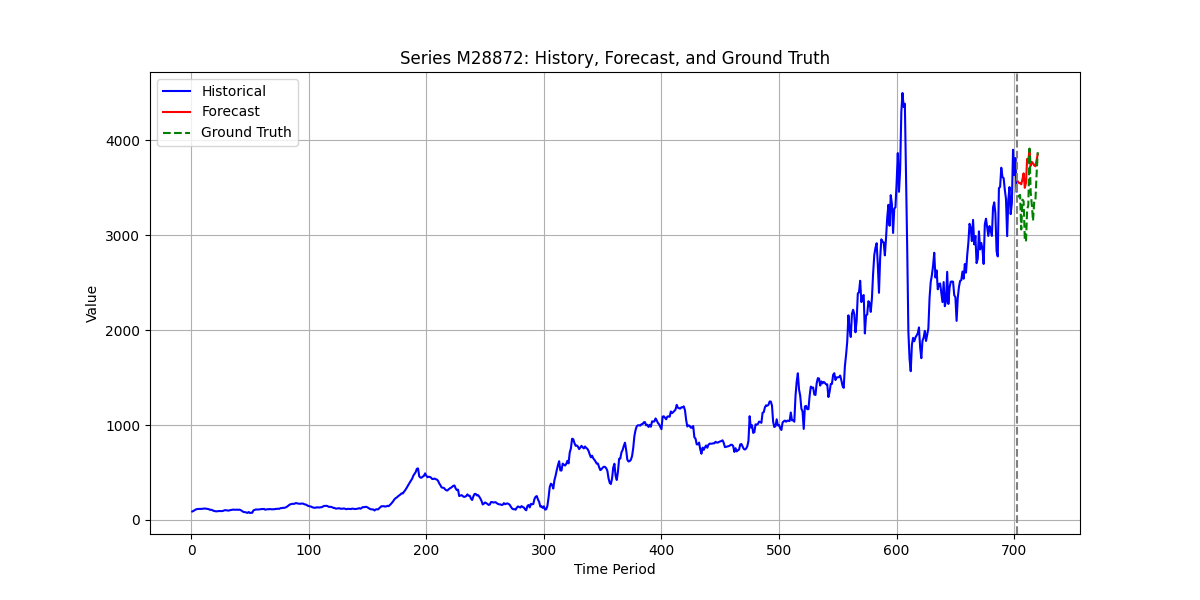 Series M28872: History, Forecast, and Ground Truth
Historical
Forecast
Ground Truth
4000
3000
2000
1000
0
Value
0 100 200 300 400 500 600 700
Time Period